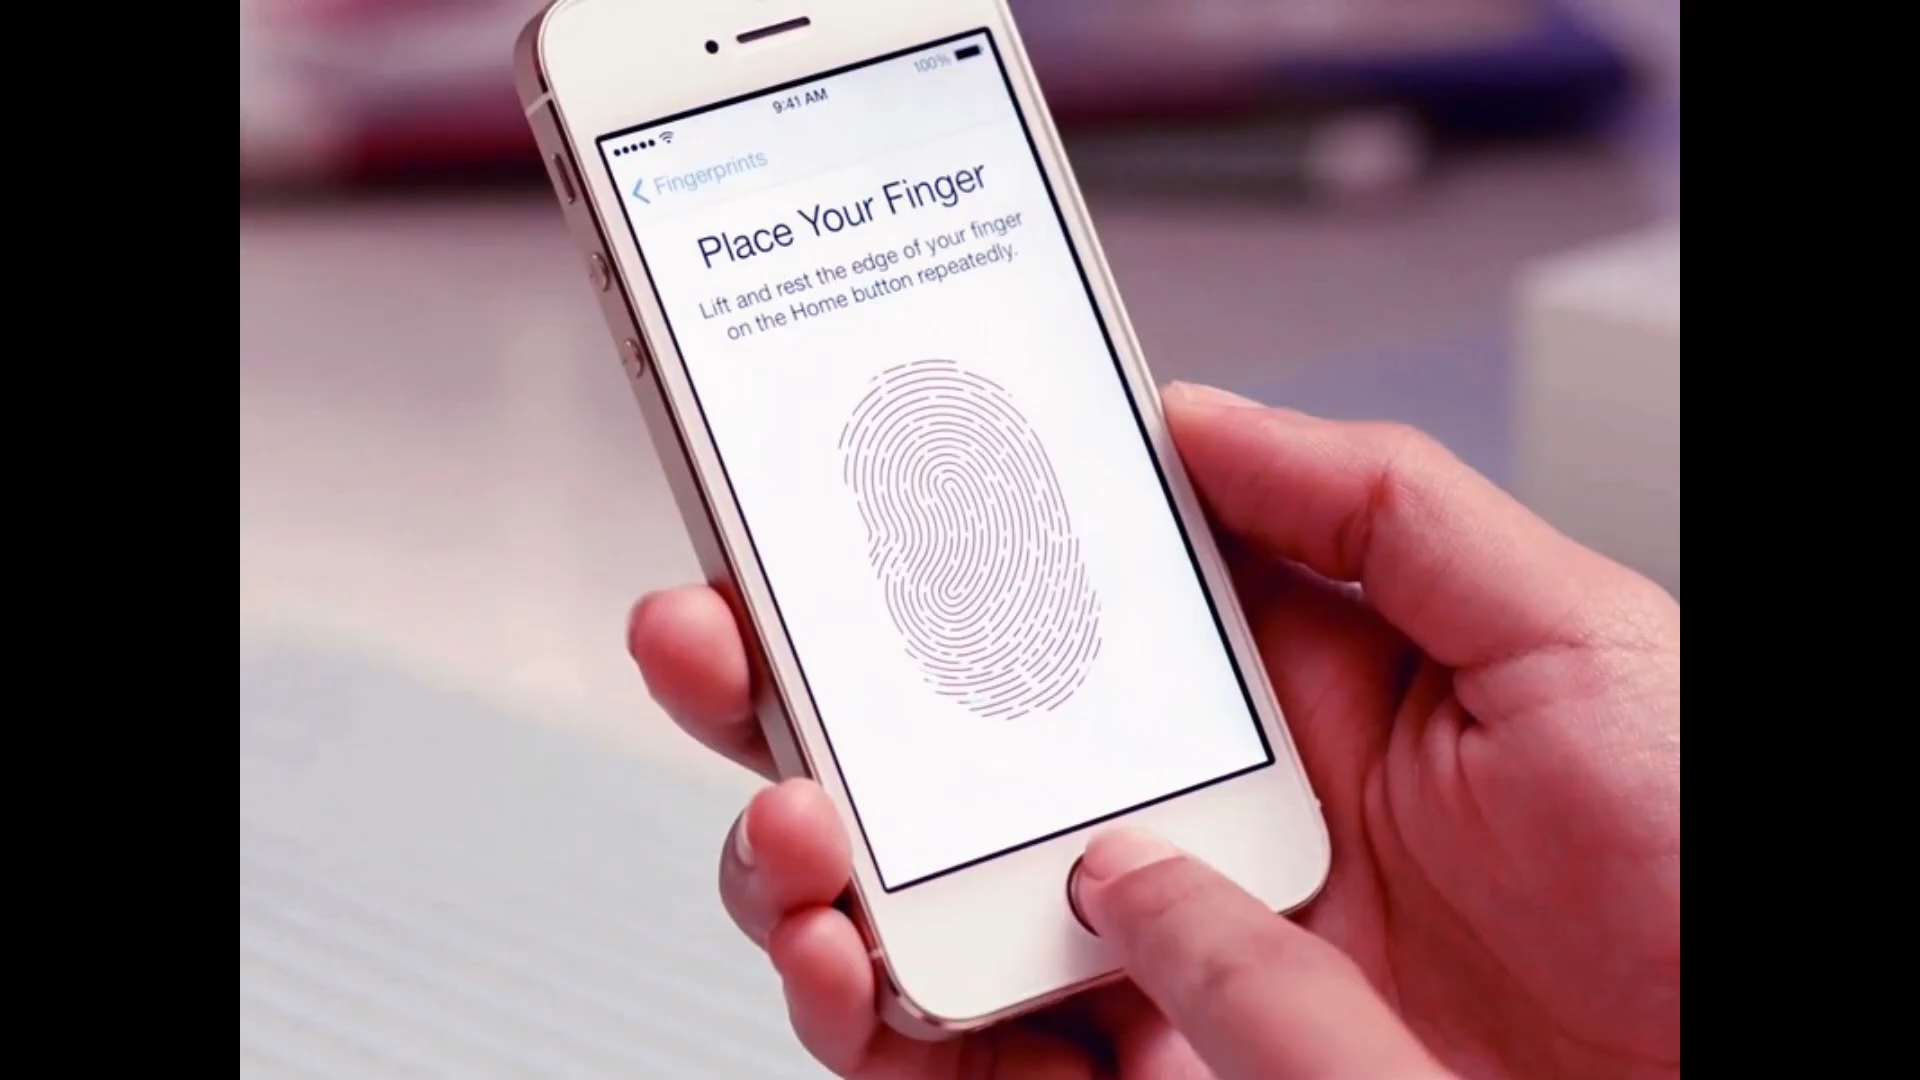 9:41 AM
100%
Fingerprints
Place Your Finger
Lift and rest the edge of your finger
on the Home button repeatedly.